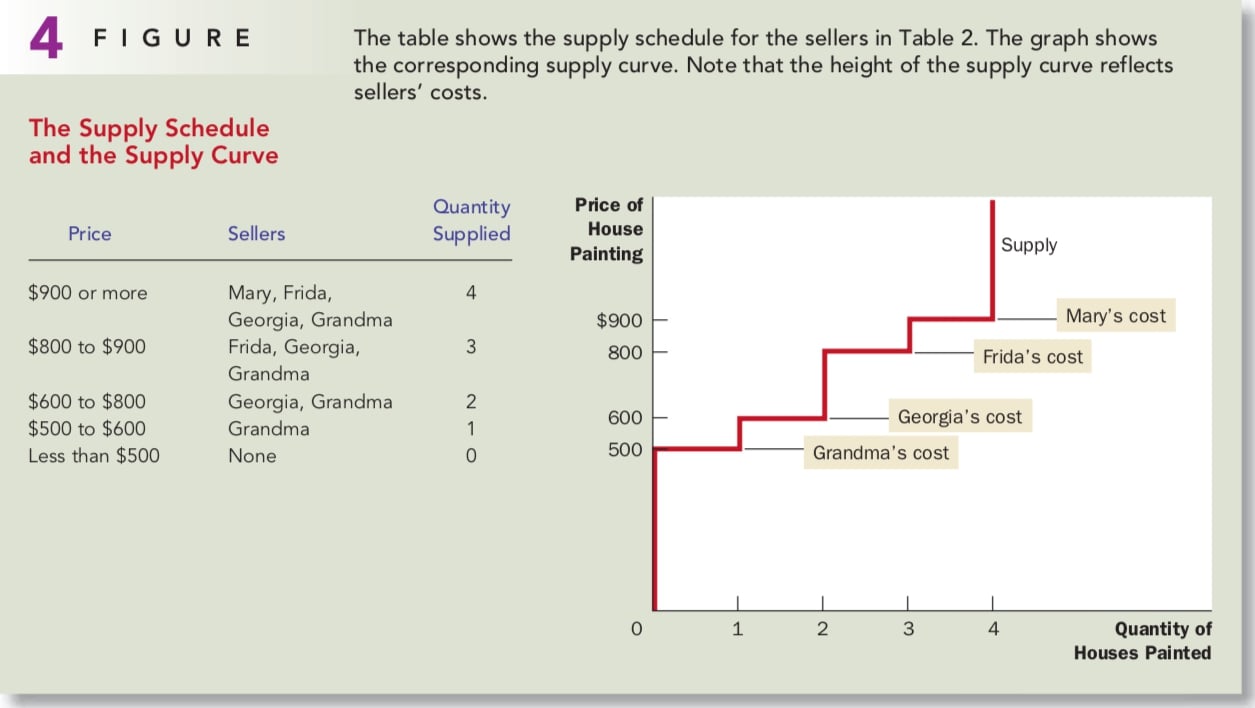 4 FIGURE
The table shows the supply schedule for the sellers in Table 2. The graph shows
the corresponding supply curve. Note that the height of the supply curve reflects
sellers’ costs.
The Supply Schedule
and the Supply Curve
Quantity
Price Sellers Supplied
$900 or more Mary, Frida, 4
Georgia, Grandma
$800 to $900 Frida, Georgia, 3
Grandma
$600 to $800 Georgia, Grandma 2
$500 to $600 Grandma 1
Less than $500 None 0
Price of
House
Painting
Supply
$900
Mary’s cost
800
Frida’s cost
600
Georgia’s cost
500
Grandma’s cost
0 1 2 3 4
Quantity of
Houses Painted